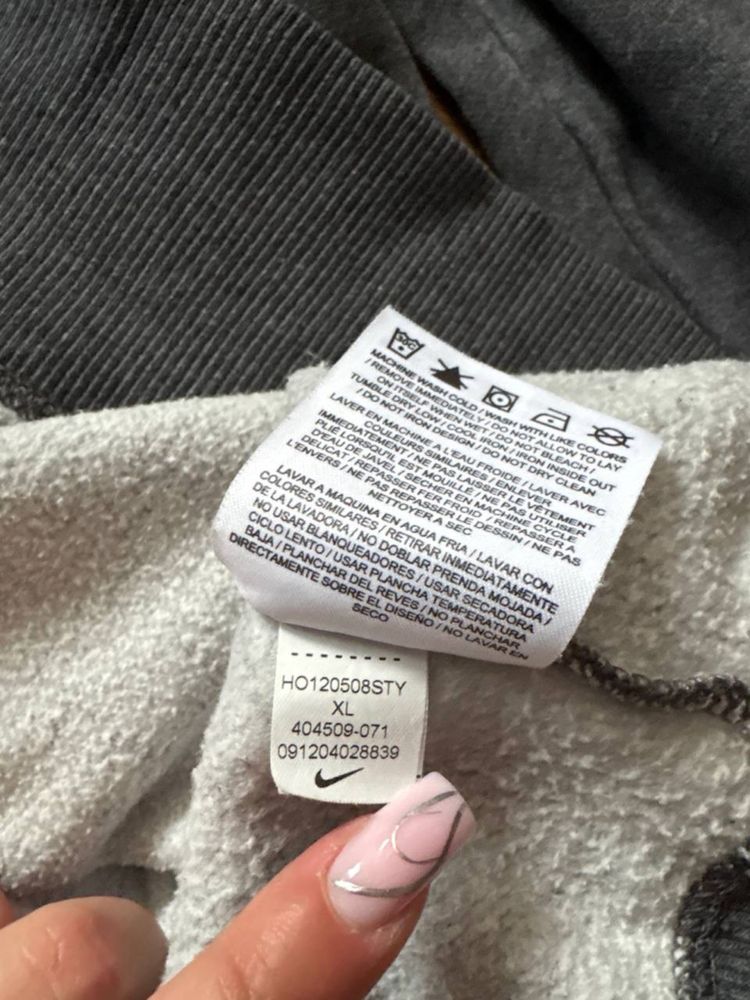 30C
MACHINE WASH COLD / WASH WITH LIKE COLORS
/ REMOVE IMMEDIATELY / DO NOT ALLOW TO LAY
ON ITSELF WHEN WET / DO NOT BLEACH /
TUMBLE DRY LOW / COOL IRON / IRON INSIDE OUT
/ DO NOT IRON DESIGN / DO NOT DRY CLEAN
LAVER EN MACHINE A L'EAU FROIDE / LAVER AVEC
COULEURS SIMILAIRES / ENLEVER
IMMEDIATEMENT / NE PAS LAISSER LE VÊTEMENT
PLIÉ LORSQU'IL EST MOUILLÉ / NE PAS UTILISER
D'EAU DE JAVEL / SÉCHER EN MACHINE CYCLE
DELICAT / REPASSER FER FROID / REPASSER A
L'ENVERS / NE PAS REPASSER LE DESSIN / NE PAS
NETTOYER A SEC
LAVAR A MAQUINA EN AGUA FRIA / LAVAR CON
COLORES SIMILARES / RETIRAR INMEDIATAMENTE
DE LA LAVADORA / NO DOBLAR PRENDA MOJADA /
NO USAR BLANQUEADORES / USAR SECADORA
CICLO LENTO / USAR PLANCHA TEMPERATURA
BAJA / PLANCHAR DEL REVES / NO PLANCHAR
DIRECTAMENTE SOBRE EL DISEÑO / NO LAVAR EN
SECO
HO120508STY
XL
404509-071
091204028839